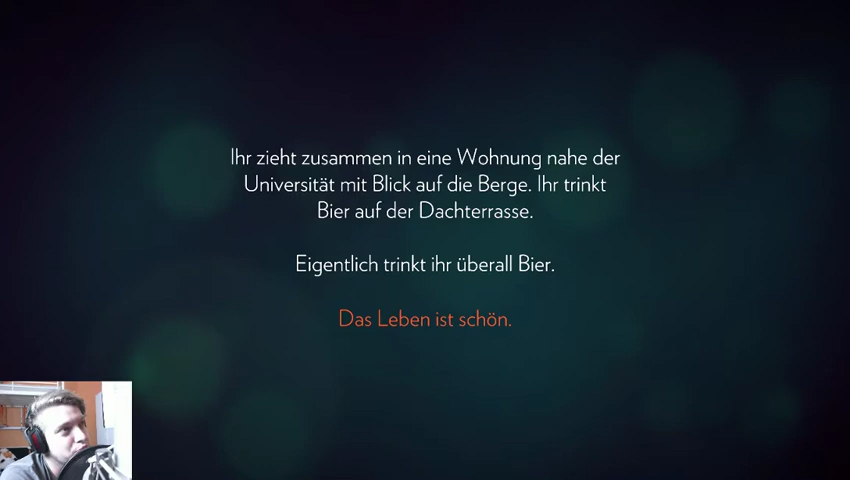 Ihr zieht zusammen in eine Wohnung nahe der
Universität mit Blick auf die Berge. Ihr trinkt
Bier auf der Dachterrasse.
Eigentlich trinkt ihr überall Bier.
Das Leben ist schön.